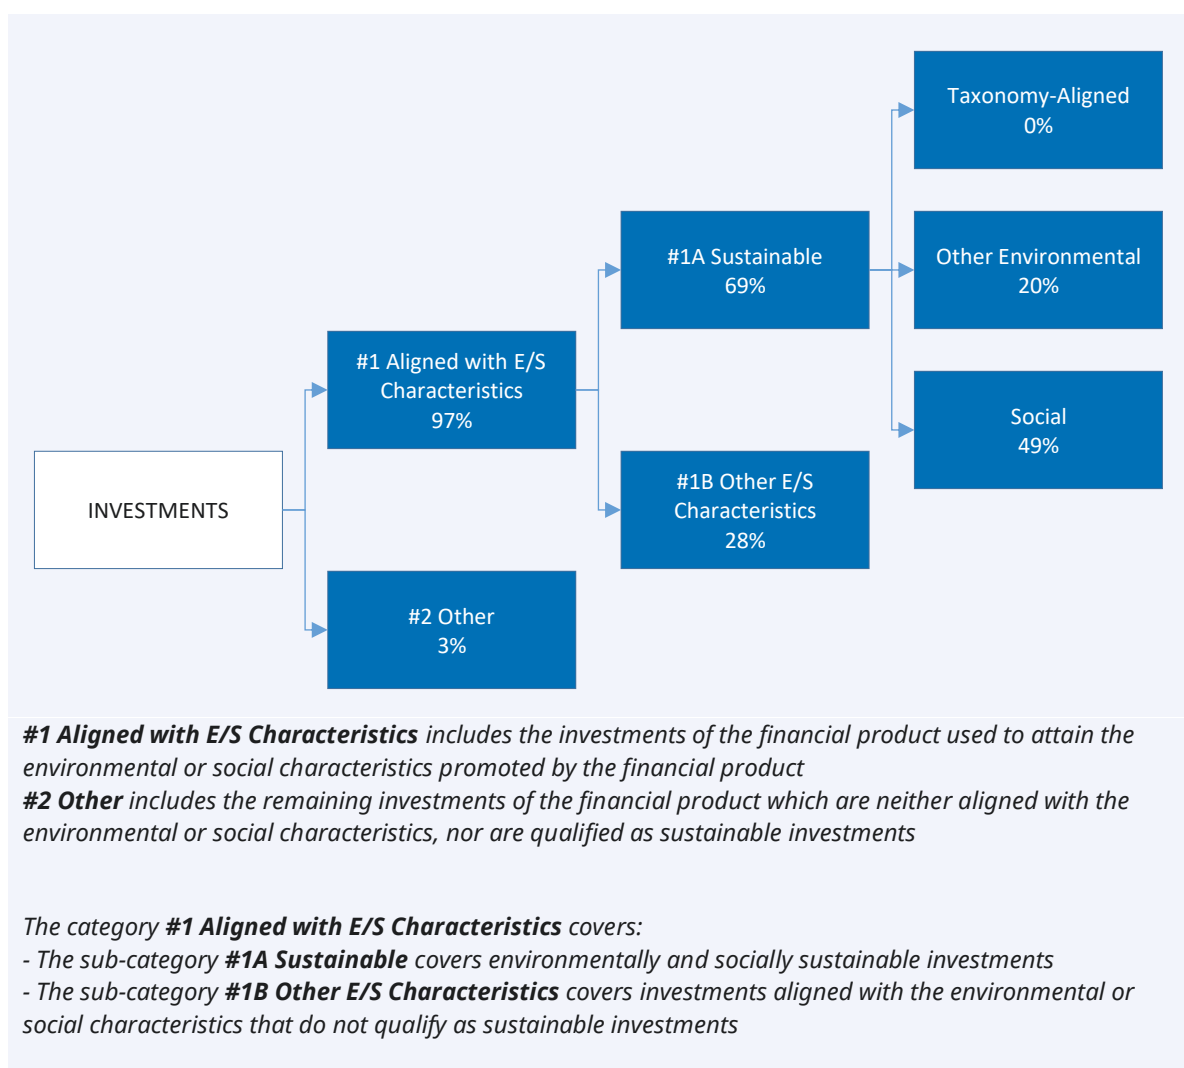 Taxonomy-Aligned
0%
#1A Sustainable
69%
Other Environmental
20%
#1 Aligned with E/S
Characteristics
97%
Social
49%
INVESTMENTS
#1B Other E/S
Characteristics
28%
#2 Other
3%
#1 Aligned with E/S Characteristics includes the investments of the financial product used to attain the
environmental or social characteristics promoted by the financial product
#2 Other includes the remaining investments of the financial product which are neither aligned with the
environmental or social characteristics, nor are qualified as sustainable investments
The category #1 Aligned with E/S Characteristics covers:
- The sub-category #1A Sustainable covers environmentally and socially sustainable investments
- The sub-category #1B Other E/S Characteristics covers investments aligned with the environmental or
social characteristics that do not qualify as sustainable investments